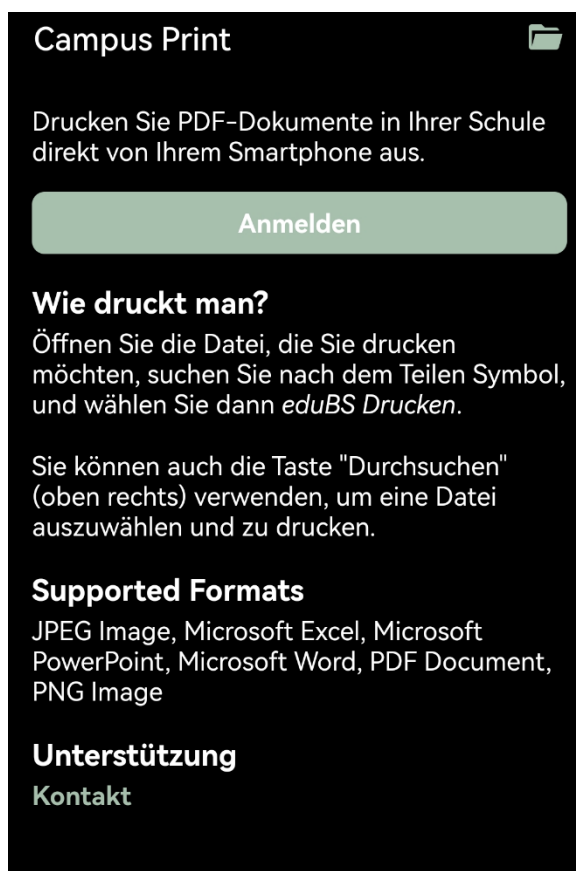 Campus Print
Drucken Sie PDF-Dokumente in Ihrer Schule
direkt von Ihrem Smartphone aus.
Anmelden
Wie druckt man?
Öffnen Sie die Datei, die Sie drucken
möchten, suchen Sie nach dem Teilen Symbol,
und wählen Sie dann eduBS Drucken.
Sie können auch die Taste "Durchsuchen"
(oben rechts) verwenden, um eine Datei
auszuwählen und zu drucken.
Supported Formats
JPEG Image, Microsoft Excel, Microsoft
PowerPoint, Microsoft Word, PDF Document,
PNG Image
Unterstützung
Kontakt